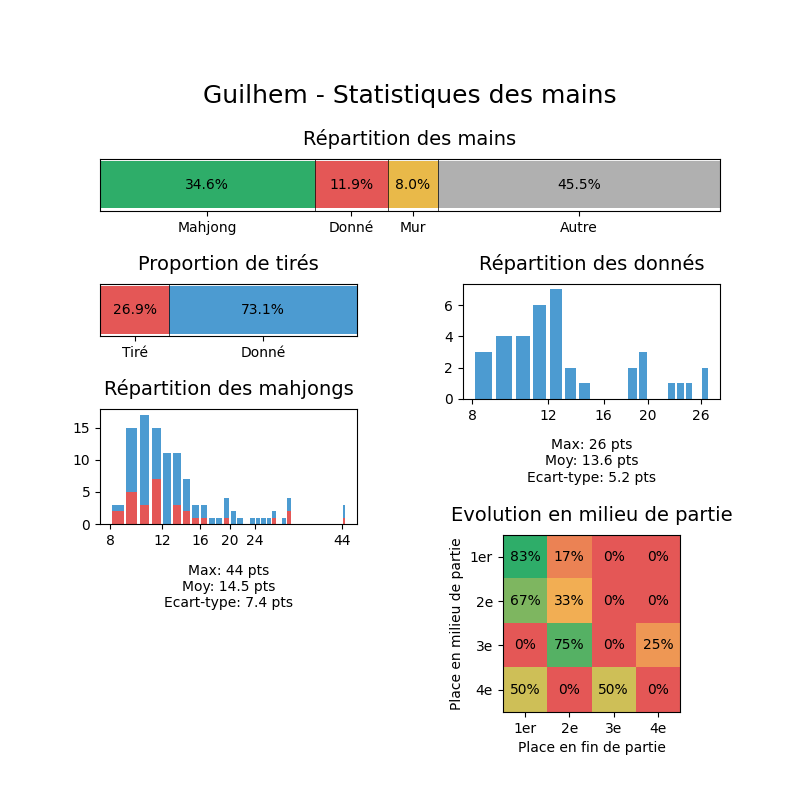 Guilhem - Statistiques des mains
Répartition des mains
34.6% 11.9% 8.0% 45.5%
Mahjong Donné Mur Autre
Proportion de tirés
26.9% 73.1%
Tiré Donné
Répartition des donnés
6
4
2
0
8 12 16 20 26
Max: 26 pts
Moy: 13.6 pts
Ecart-type: 5.2 pts
Répartition des mahjongs
15
10
5
0
8 12 16 20 24 44
Max: 44 pts
Moy: 14.5 pts
Ecart-type: 7.4 pts
Evolution en milieu de partie
Place en milieu de partie
1er 83% 17% 0% 0%
2e 67% 33% 0% 0%
3e 0% 75% 0% 25%
4e 50% 0% 50% 0%
1er 2e 3e 4e
Place en fin de partie